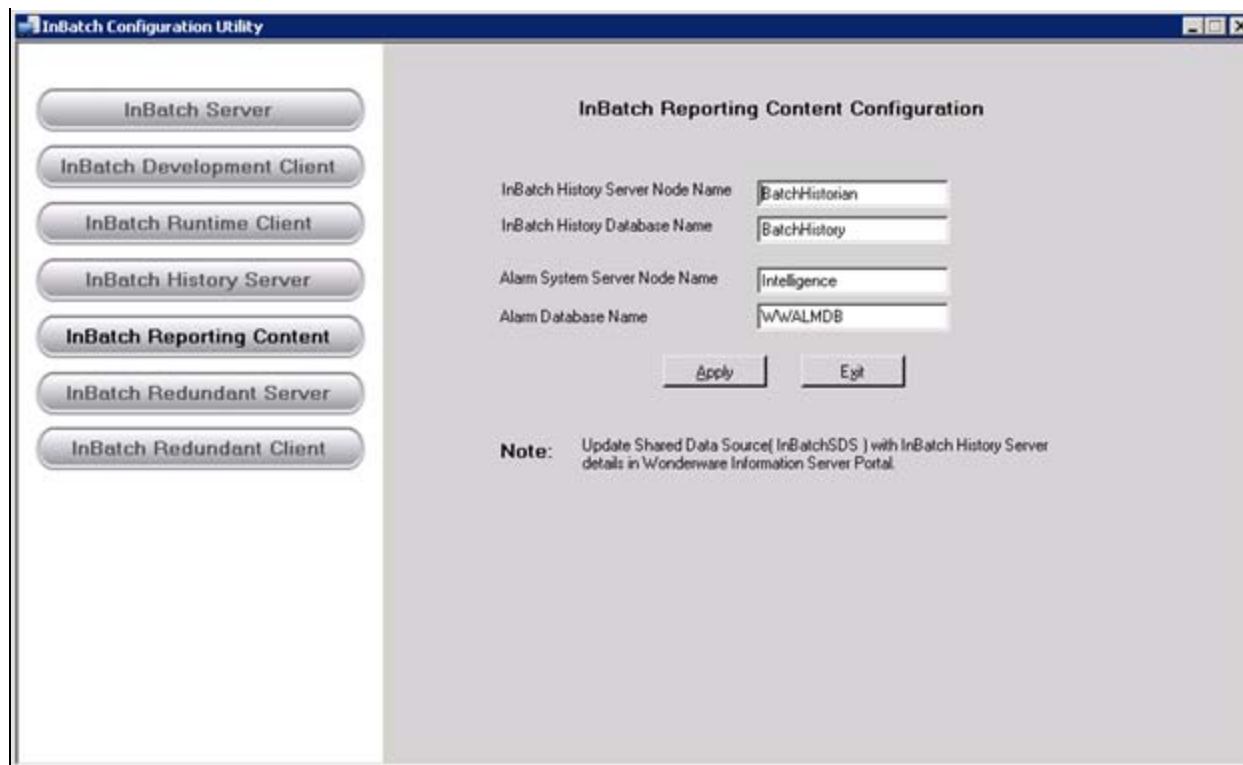 InBatch Configuration Utility
InBatch Server
InBatch Development Client
InBatch Runtime Client
InBatch History Server
InBatch Reporting Content
InBatch Redundant Server
InBatch Redundant Client
InBatch Reporting Content Configuration
InBatch History Server Node Name BatchHistorian
InBatch History Database Name BatchHistory
Alarm System Server Node Name Intelligence
Alarm Database Name WWALMDB
Apply Exit
Note: Update Shared Data Source( InBatchSDS ) with InBatch History Server
details in Wonderware Information Server Portal.